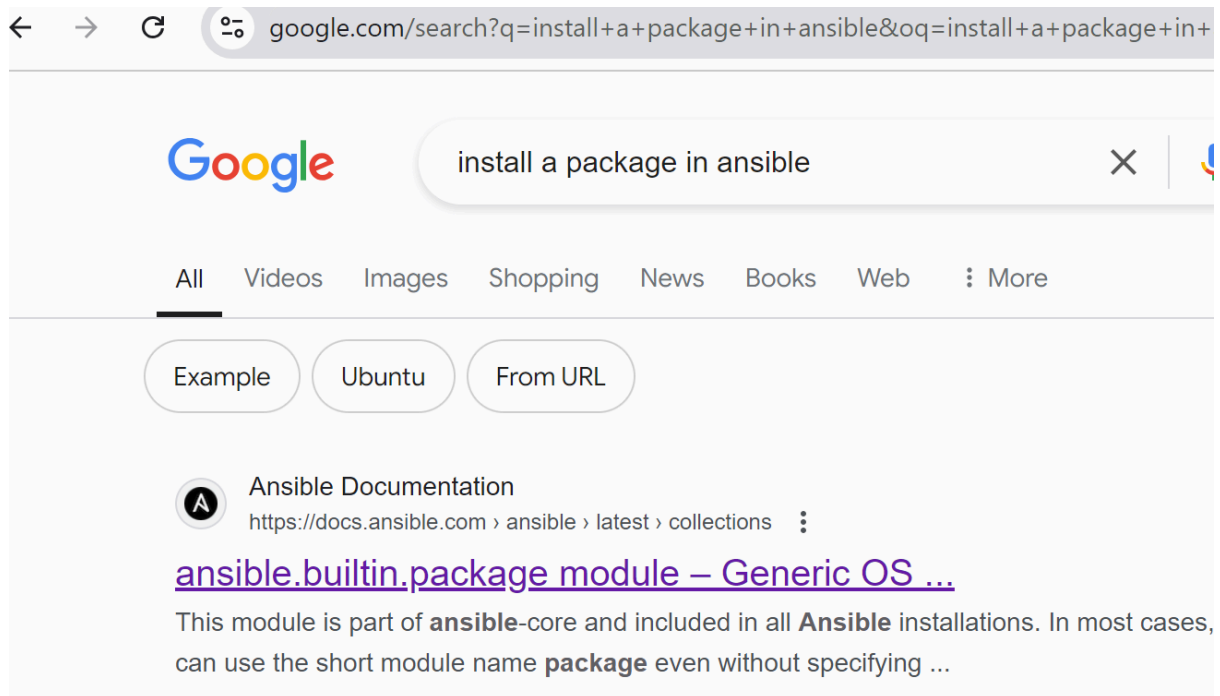 google.com/search?q=install+a+package+in+ansible&oq=install+a+package+in+
Google
install a package in ansible
All Videos Images Shopping News Books Web More
Example Ubuntu From URL
Ansible Documentation
https://docs.ansible.com › ansible › latest › collections
ansible.builtin.package module – Generic OS ...
This module is part of ansible-core and included in all Ansible installations. In most cases,
can use the short module name package even without specifying ...